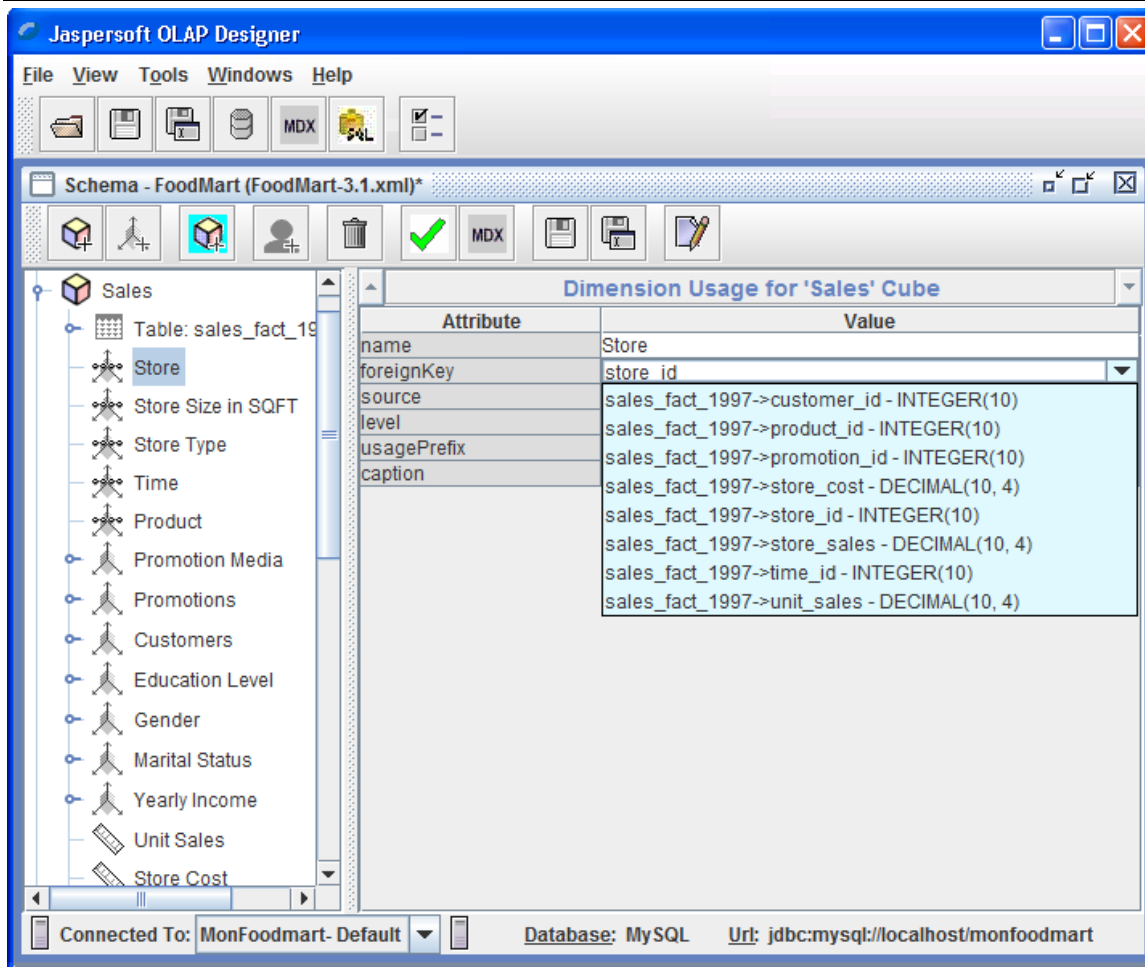 Jaspersoft OLAP Designer
File View Tools Windows Help
MDX SQL
Schema - FoodMart (FoodMart-3.1.xml)*
MDX
Sales
Table: sales_fact_19
Store
Store Size in SQFT
Store Type
Time
Product
Promotion Media
Promotions
Customers
Education Level
Gender
Marital Status
Yearly Income
Unit Sales
Store Cost
Dimension Usage for 'Sales' Cube
Attribute Value
name Store
foreignKey store_id
source
level
usagePrefix
caption
sales_fact_1997->customer_id - INTEGER(10)
sales_fact_1997->product_id - INTEGER(10)
sales_fact_1997->promotion_id - INTEGER(10)
sales_fact_1997->store_cost - DECIMAL(10, 4)
sales_fact_1997->store_id - INTEGER(10)
sales_fact_1997->store_sales - DECIMAL(10, 4)
sales_fact_1997->time_id - INTEGER(10)
sales_fact_1997->unit_sales - DECIMAL(10, 4)
Connected To: MonFoodmart- Default Database: MySQL Url: jdbc:mysql://localhost/monfoodmart